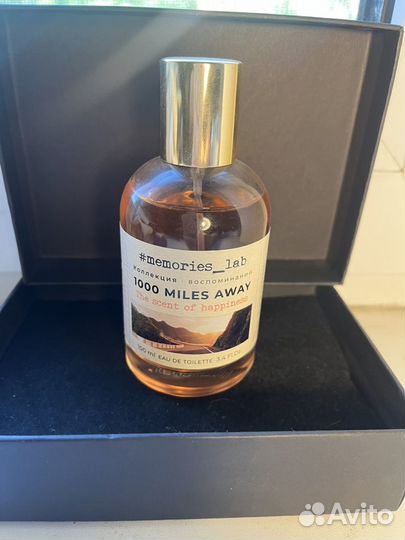 #memories_lab
Коллекция воспоминаний
1000 MILES AWAY
The scent of happiness
100 ml EAU DE TOILETTE 3.4 FL.Oz
Avito